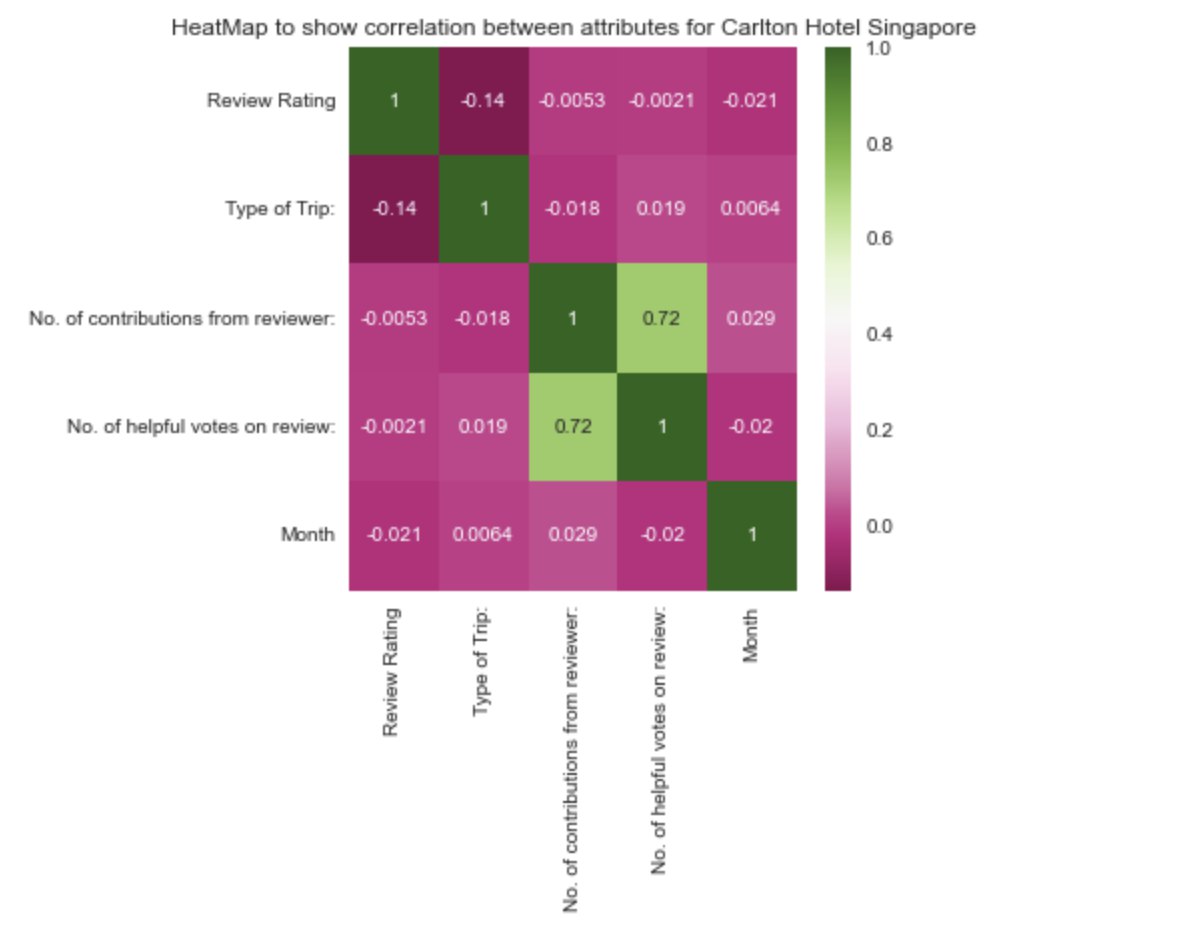 HeatMap to show correlation between attributes for Carlton Hotel Singapore
1.0
Review Rating 1 -0.14 -0.0053 -0.0021 -0.021
0.8
Type of Trip: -0.14 1 -0.018 0.019 0.0064
0.6
No. of contributions from reviewer: -0.0053 -0.018 1 0.72 0.029
0.4
No. of helpful votes on review: -0.0021 0.019 0.72 1 -0.02
0.2
Month -0.021 0.0064 0.029 -0.02 1
0.0
Review Rating
Type of Trip:
No. of contributions from reviewer:
No. of helpful votes on review:
Month